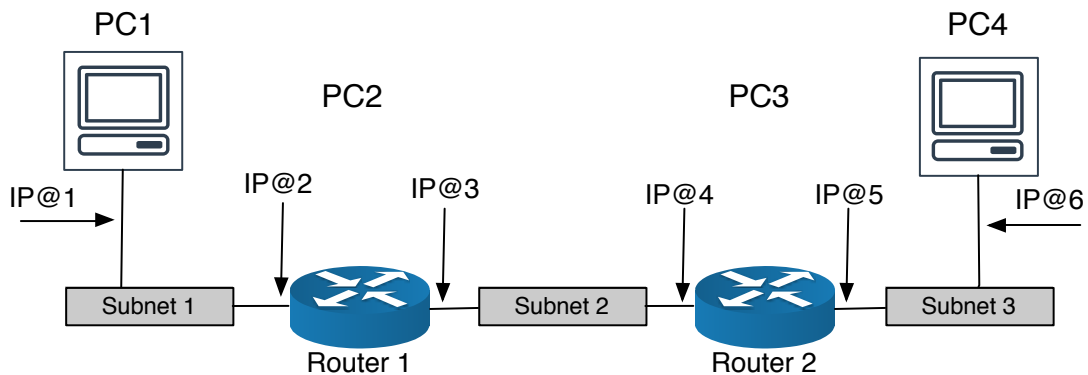 PC1
PC4
PC2
PC3
IP@1
IP@2
IP@3
IP@4
IP@5
IP@6
Subnet 1
Subnet 2
Subnet 3
Router 1
Router 2